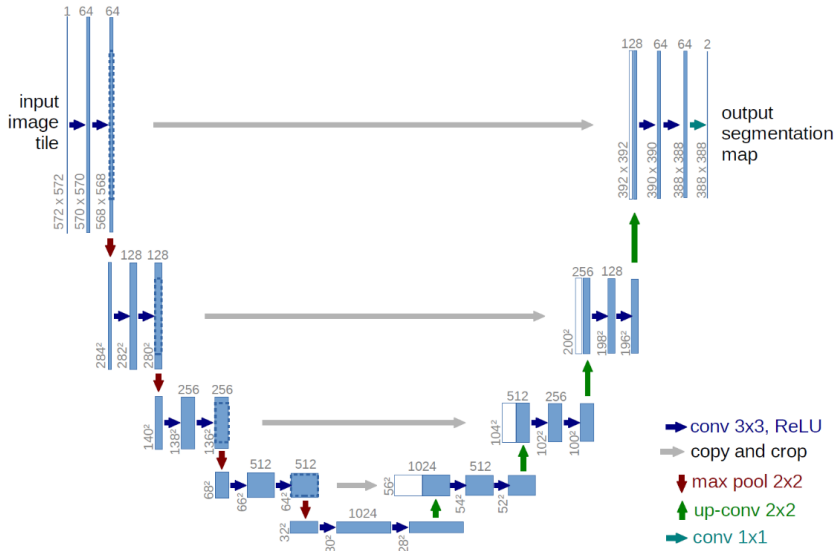 1 64 64
128 64 64 2
input
image
tile
output
segmentation
map
572 x 572
570 x 570
568 x 568
392 x 392
390 x 390
388 x 388
388 x 388
128 128
256 128
284²
282²
280²
200²
198²
196²
256 256
512 256
140²
138²
136²
104²
102²
100²
512 512
1024 512
68²
66²
64²
56²
54²
52²
1024
32²
30²
28²
conv 3x3, ReLU
copy and crop
max pool 2x2
up-conv 2x2
conv 1x1